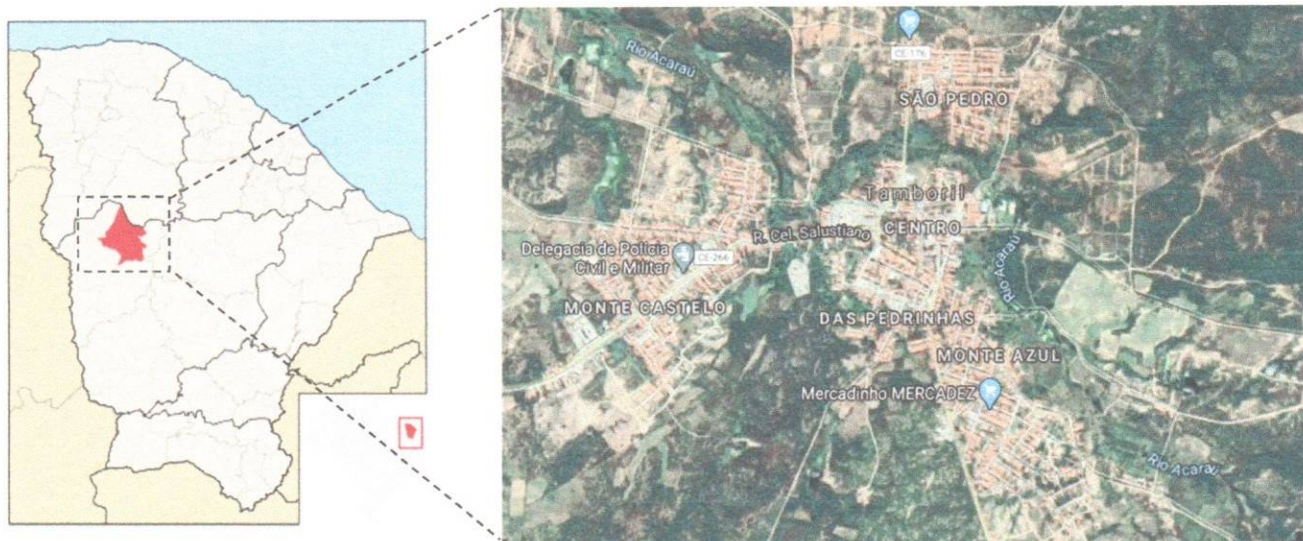 Rio Acaraú
CE-176
SÃO PEDRO
Tamboril
CENTRO
R. Cel. Salustiano
Delegacia de Polícia
Civil e Militar
CE-266
Rio Acaraú
MONTE CASTELO
DAS PEDRINHAS
MONTE AZUL
Mercadinho MERCADEZ
Rio Acaraú